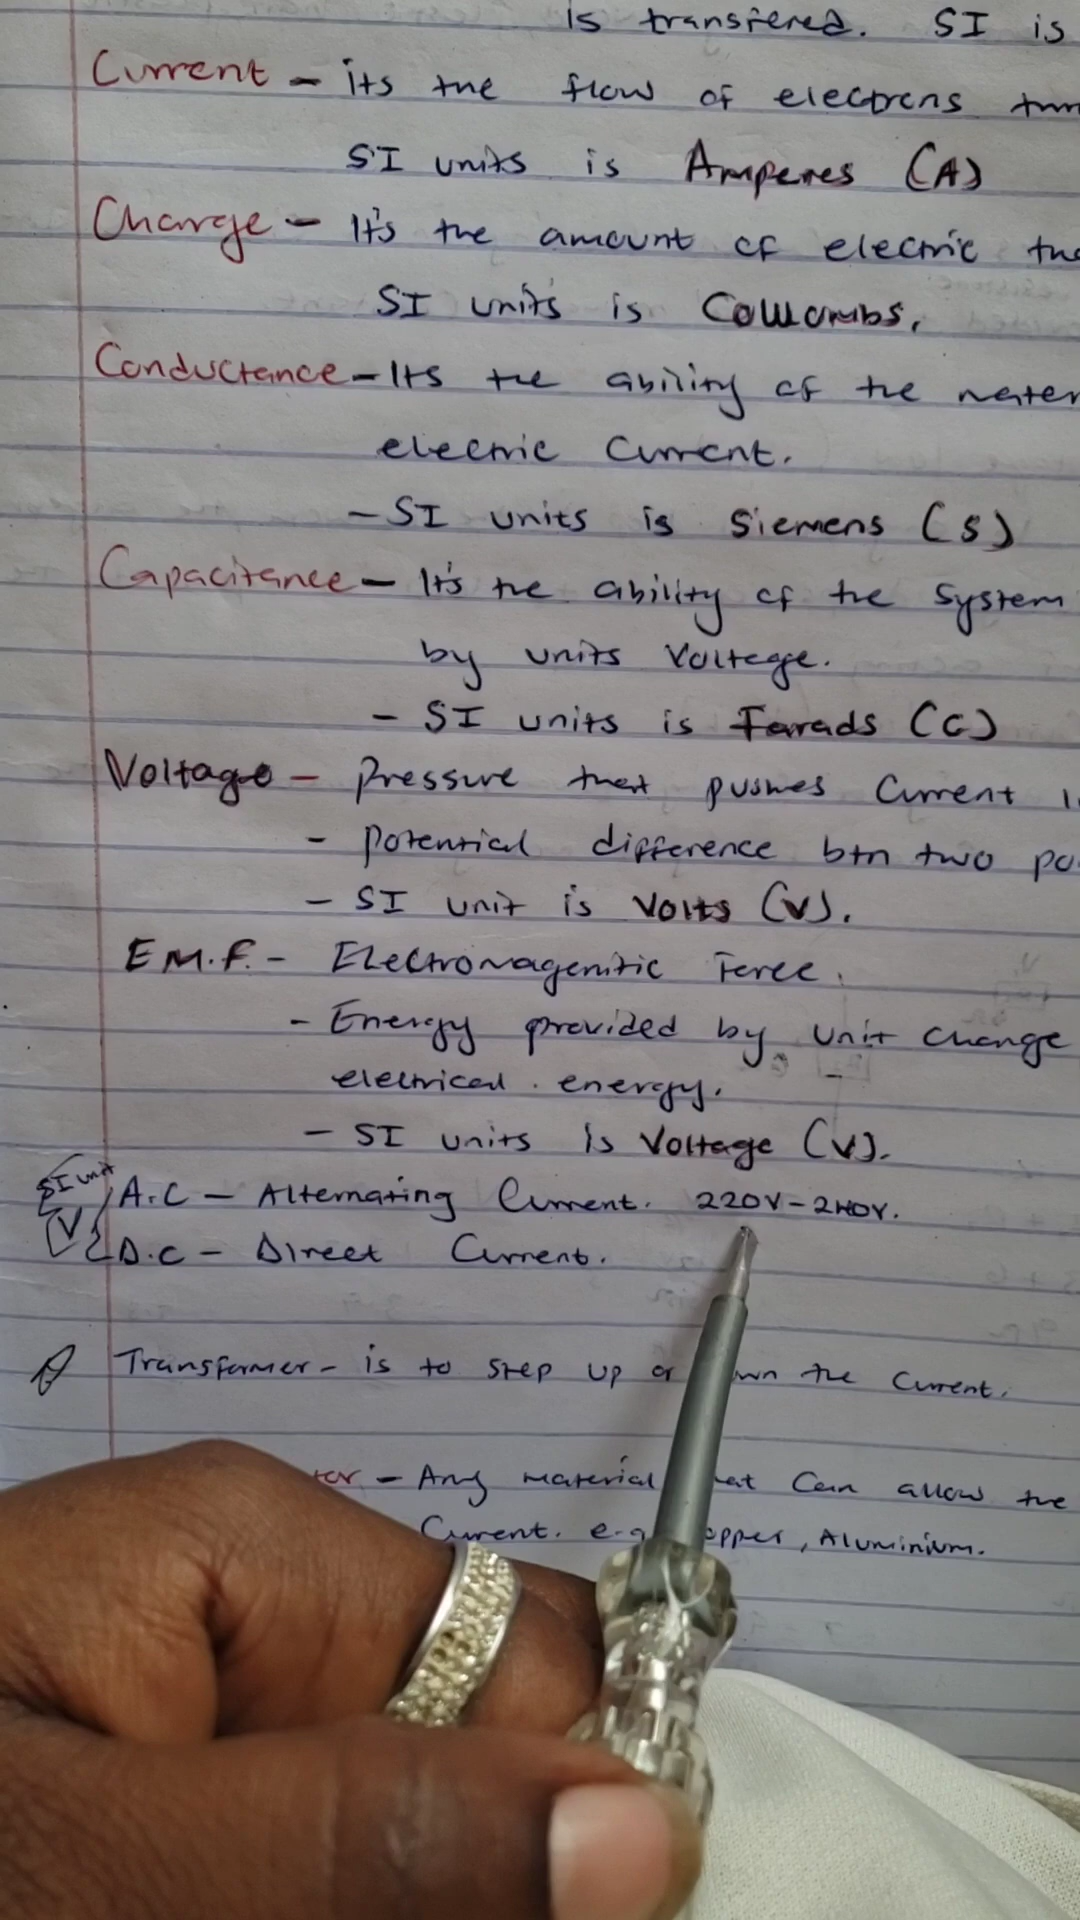 is transfered. SI is
Current - its the flow of electrons
SI units is Amperes (A)
Charge - It's the amount of electric
SI units is Coulombs.
Conductance - Its the ability of the
electric Current.
- SI units is Siemens (S)
Capacitance - It's the ability of the System
by units Voltage.
- SI units is Farads (C)
Voltage - Pressure that pushes Current
- Potential difference btn two
- SI unit is Volts (V).
E.M.F. - Electromagenitic Force.
- Energy provided by unit Charge
electrical energy.
- SI units is Voltage (V).
SI unit
(V)
A.C - Alternating Current. 220V - 240V.
D.C - Direct Current.
Transformer - is to step up or the Current.
- Any material Can allow the
Current. e.g , Aluminium.